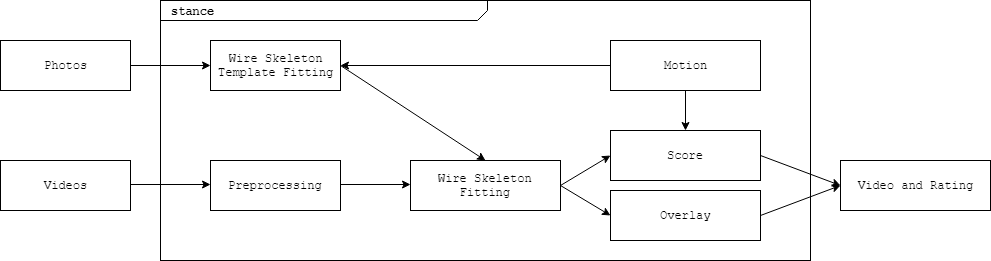 stance
Photos
Wire Skeleton
Template Fitting
Motion
Score
Videos
Preprocessing
Wire Skeleton
Fitting
Video and Rating
Overlay